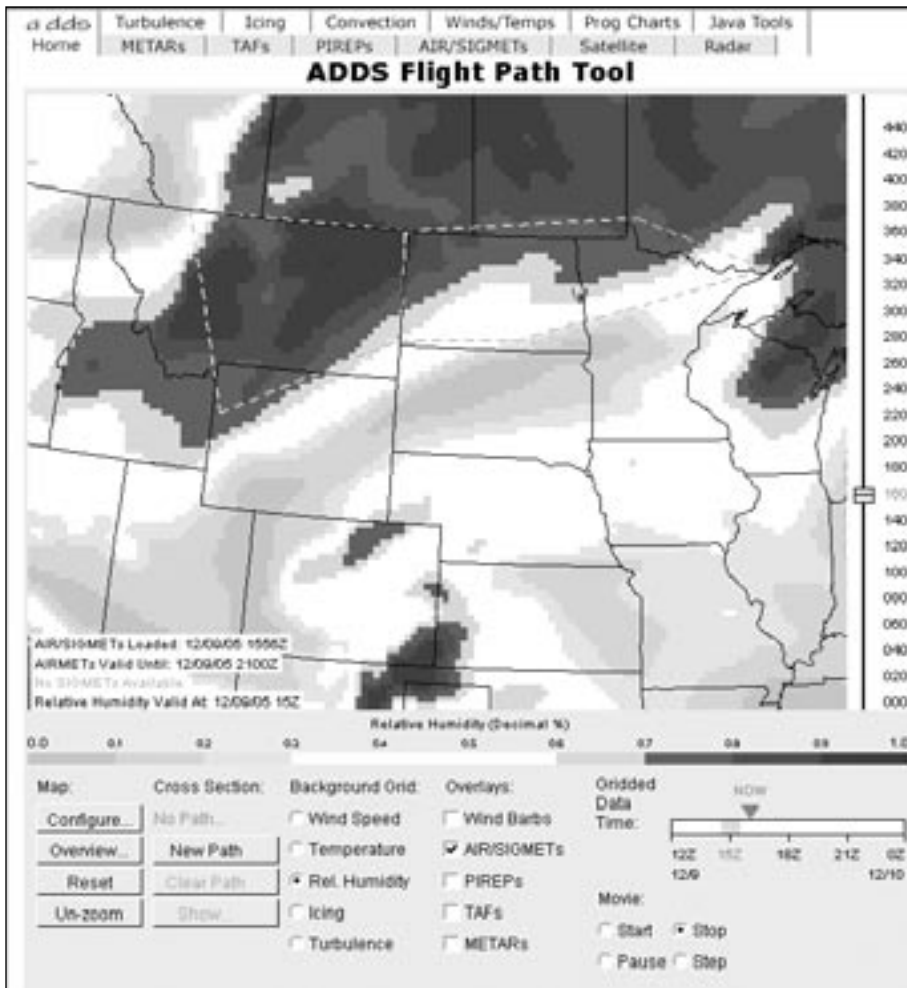 adds Turbulence Icing Convection Winds/Temps Prog Charts Java Tools
Home METARs TAFs PIREPs AIR/SIGMETs Satellite Radar
ADDS Flight Path Tool
440
420
400
380
360
340
320
300
280
260
240
220
200
180
160
140
120
100
080
060
040
020
000
AIR/SIGMETs Loaded: 12/09/05 1556Z
AIRMETs Valid Until: 12/09/05 2100Z
No SIGMETs Available
Relative Humidity Valid At: 12/09/05 15Z
Relative Humidity (Decimal %)
0.0 0.1 0.2 0.3 0.4 0.5 0.6 0.7 0.8 0.9 1.0
Map: Cross Section: Background Grid: Overlays: Gridded Data Time:
Configure... No Path... Wind Speed Wind Barbs NOW
Overview... New Path Temperature AIR/SIGMETs 12Z 15Z 18Z 21Z 0Z
Reset Clear Path Rel. Humidity PIREPs 12/9 12/10
Un-zoom Show... Icing TAFs Movie:
Turbulence METARs Start Stop
Pause Step